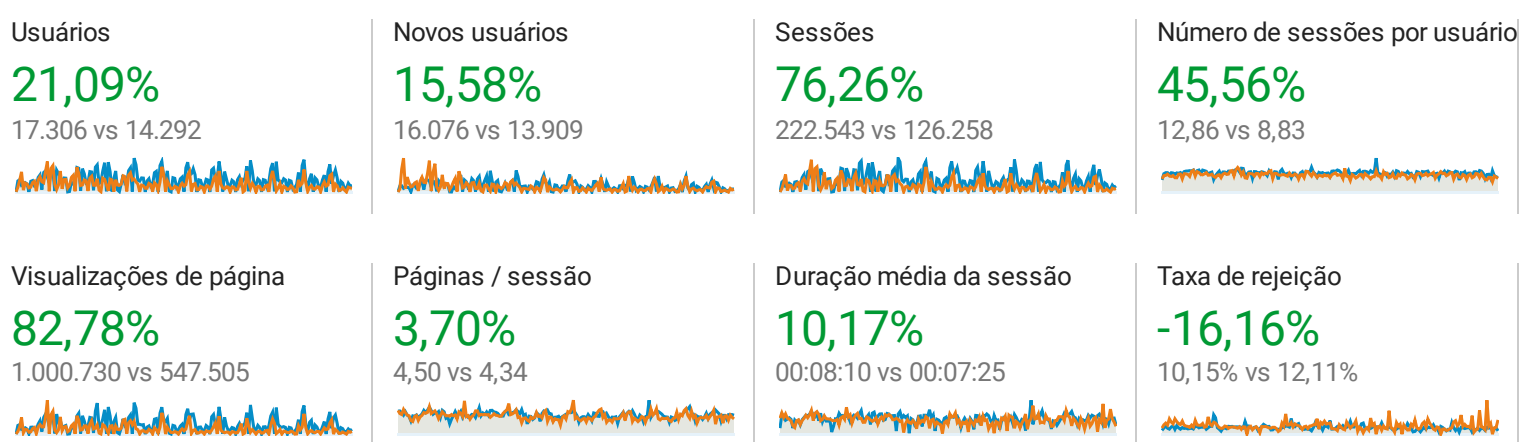 Usuários
21,09%
17.306 vs 14.292
Novos usuários
15,58%
16.076 vs 13.909
Sessões
76,26%
222.543 vs 126.258
Número de sessões por usuário
45,56%
12,86 vs 8,83
Visualizações de página
82,78%
1.000.730 vs 547.505
Páginas / sessão
3,70%
4,50 vs 4,34
Duração média da sessão
10,17%
00:08:10 vs 00:07:25
Taxa de rejeição
-16,16%
10,15% vs 12,11%